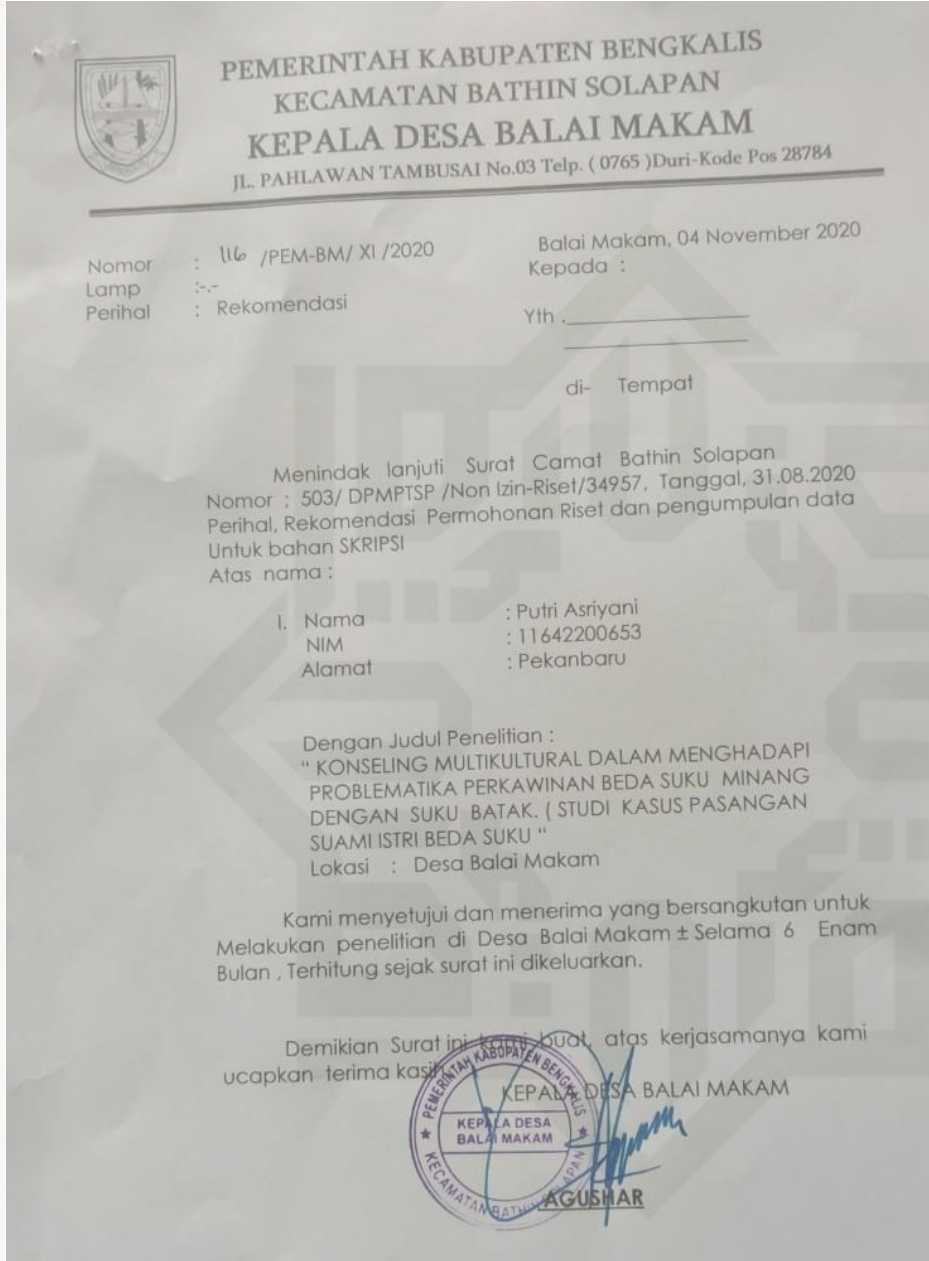 PEMERINTAH KABUPATEN BENGKALIS
KECAMATAN BATHIN SOLAPAN
KEPALA DESA BALAI MAKAM
JL. PAHLAWAN TAMBUSAI No.03 Telp. ( 0765 )Duri-Kode Pos 28784
Balai Makam, 04 November 2020
Nomor : 116 /PEM-BM/ XI /2020
Kepada :
Lamp :-.-
Perihal : Rekomendasi
Yth .
di- Tempat
Menindak lanjuti Surat Camat Bathin Solapan
Nomor ; 503/ DPMPTSP /Non Izin-Riset/34957, Tanggal, 31.08.2020
Perihal, Rekomendasi Permohonan Riset dan pengumpulan data
Untuk bahan SKRIPSI
Atas nama :
I. Nama : Putri Asriyani
NIM : 11642200653
Alamat : Pekanbaru
Dengan Judul Penelitian :
“ KONSELING MULTIKULTURAL DALAM MENGHADAPI
PROBLEMATIKA PERKAWINAN BEDA SUKU MINANG
DENGAN SUKU BATAK. ( STUDI KASUS PASANGAN
SUAMI ISTRI BEDA SUKU “
Lokasi : Desa Balai Makam
Kami menyetujui dan menerima yang bersangkutan untuk
Melakukan penelitian di Desa Balai Makam ± Selama 6 Enam
Bulan , Terhitung sejak surat ini dikeluarkan.
Demikian Surat ini kami buat, atas kerjasamanya kami
ucapkan terima kasih
KEPALA DESA BALAI MAKAM
PEMERINTAH KABUPATEN BENGKALIS
KEPALA DESA
BALAI MAKAM
KECAMATAN BATHIN SOLAPAN
AGUSHAR